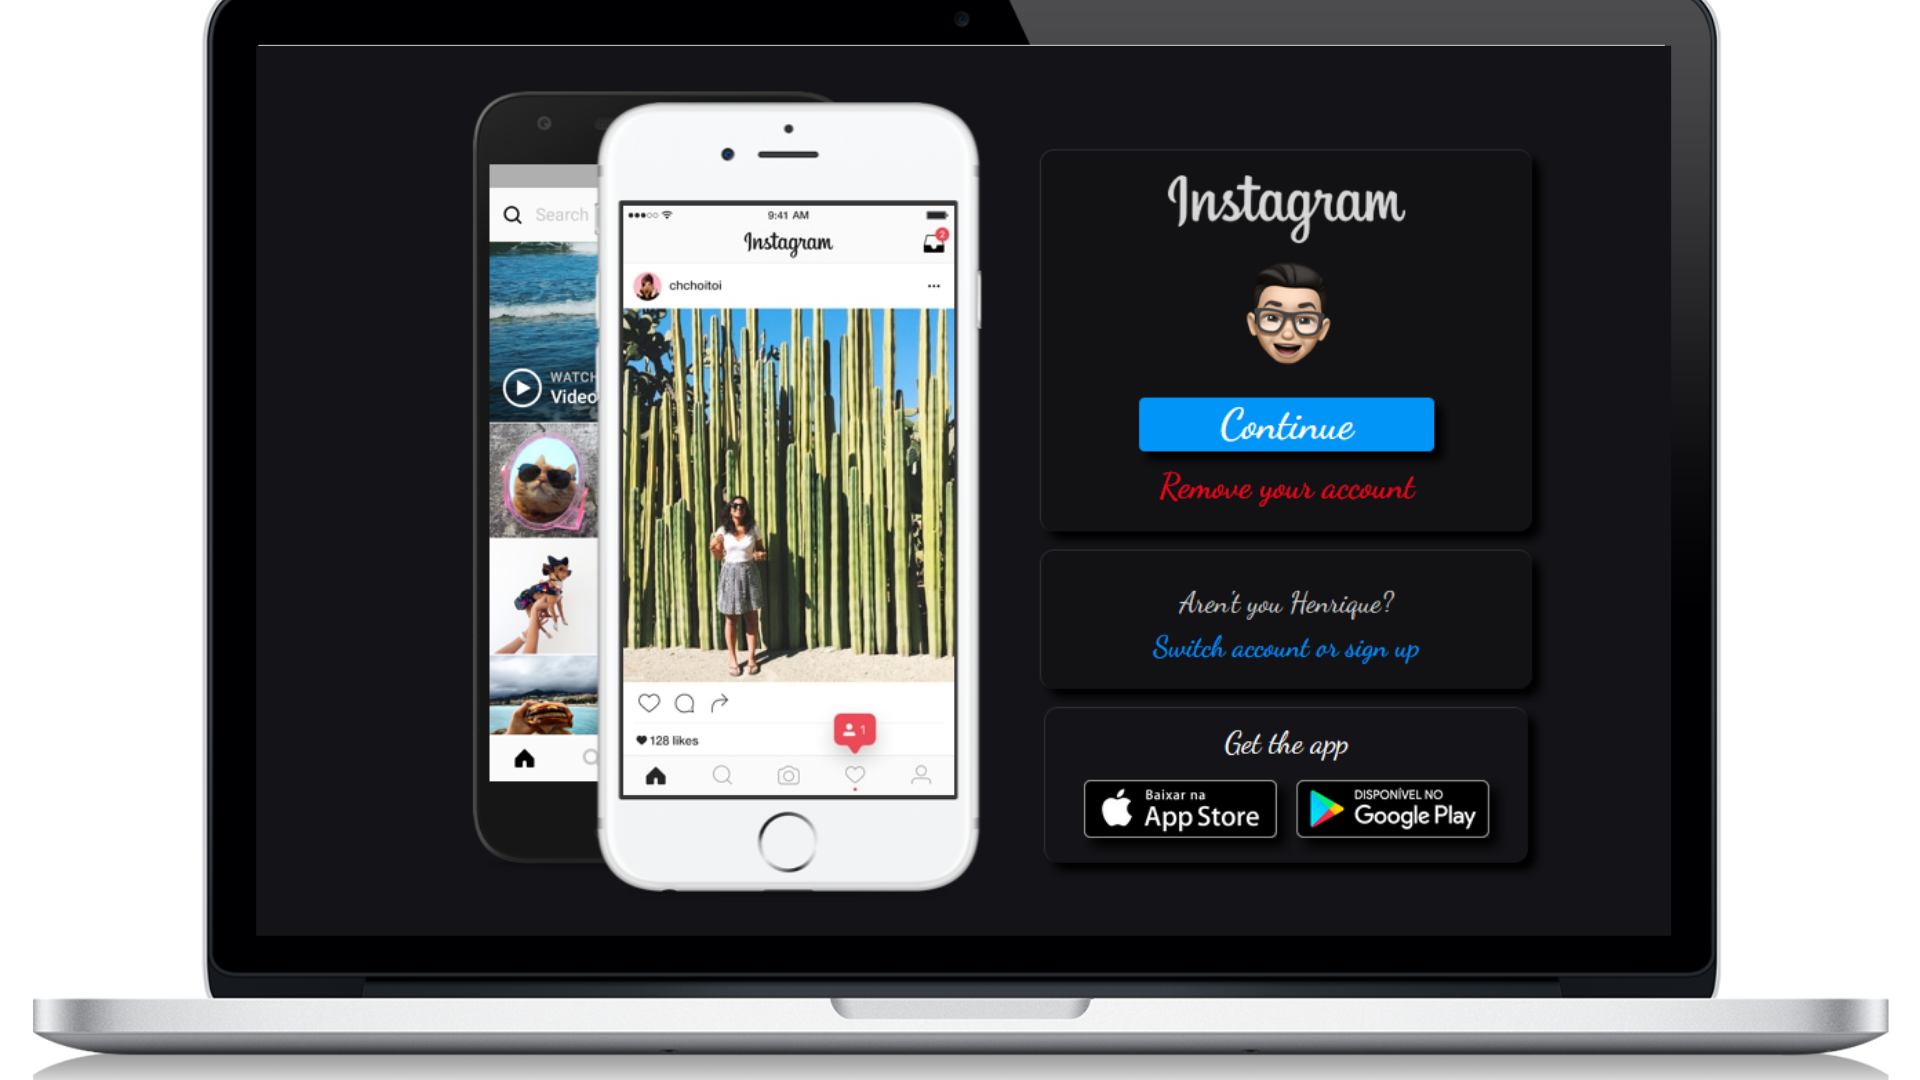 Search
WATCH
Video
9:41 AM
Instagram
2
chchoitoi
128 likes
1
Instagram
Continue
Remove your account
Aren't you Henrique?
Switch account or sign up
Get the app
Baixar na
App Store
DISPONÍVEL NO
Google Play